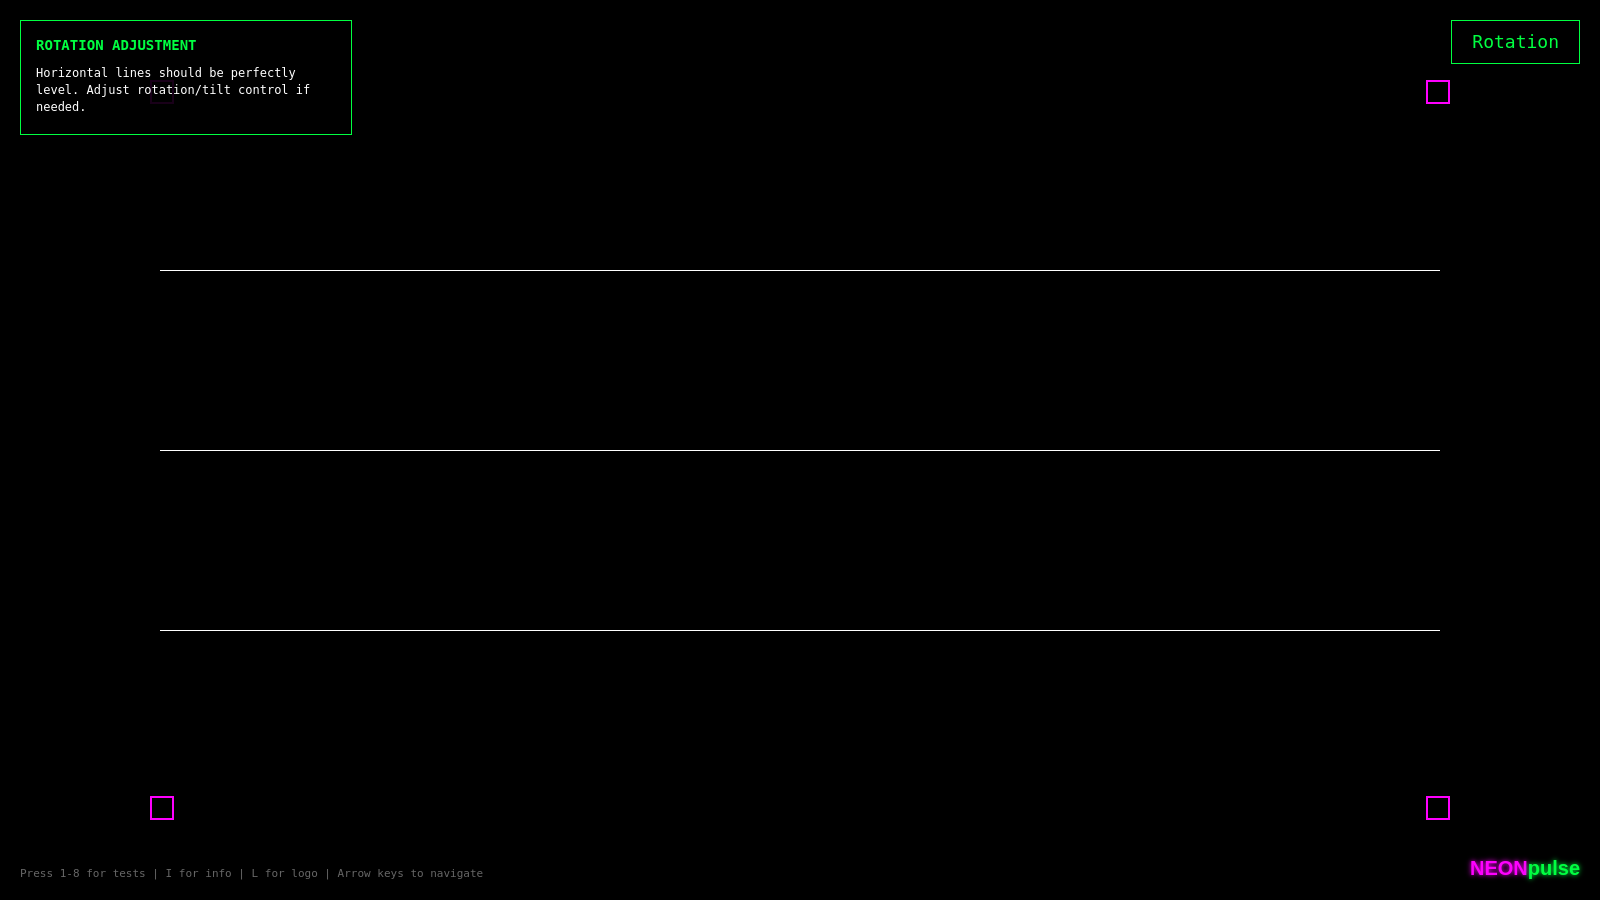 ROTATION ADJUSTMENT
Horizontal lines should be perfectly
level. Adjust rotation/tilt control if
needed.
Rotation
Press 1-8 for tests | I for info | L for logo | Arrow keys to navigate
NEONpulse